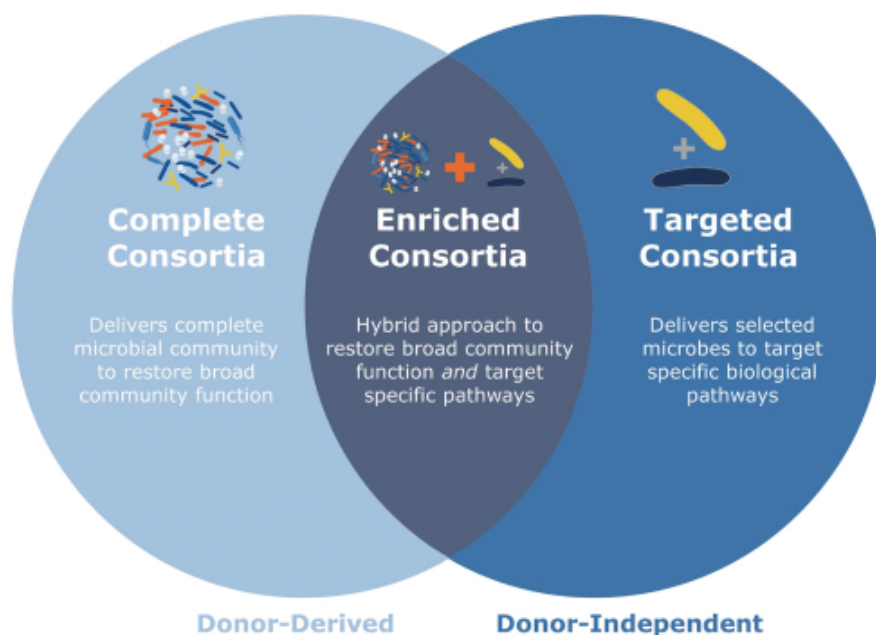 Complete
Consortia
Delivers complete
microbial community
to restore broad
community function
Enriched
Consortia
Hybrid approach to
restore broad community
function and target
specific pathways
Targeted
Consortia
Delivers selected
microbes to target
specific biological
pathways
Donor-Derived
Donor-Independent